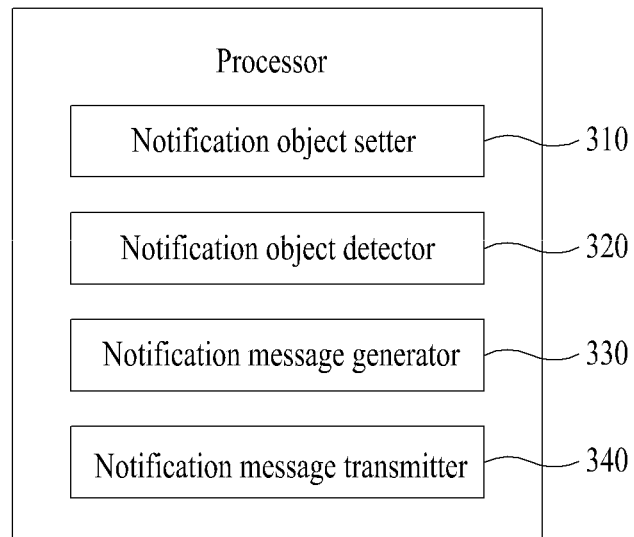 Processor
Notification object setter 310
Notification object detector 320
Notification message generator 330
Notification message transmitter 340